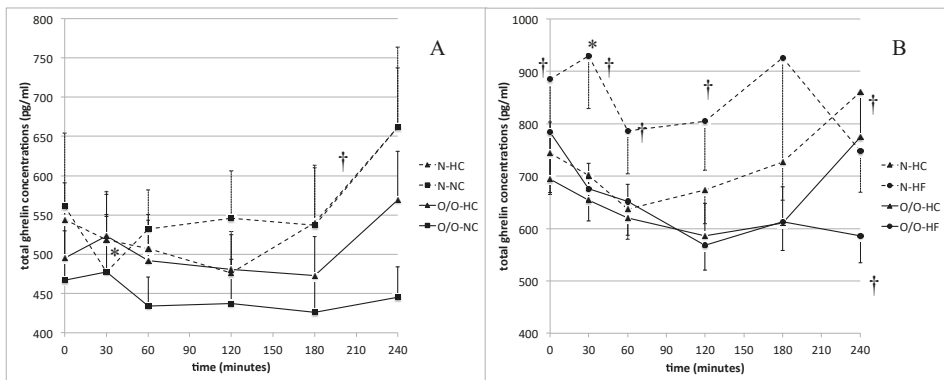 A
total ghrelin concentrations (pg/ml)
800
750
700
650
600
550
500
450
400
0 30 60 90 120 150 180 210 240
time (minutes)
*
†
N-HC
N-NC
O/O-HC
O/O-NC
B
total ghrelin concentrations (pg/ml)
1000
900
800
700
600
500
400
0 30 60 90 120 150 180 210 240
time (minutes)
†
*
†
†
†
†
†
N-HC
N-HF
O/O-HC
O/O-HF